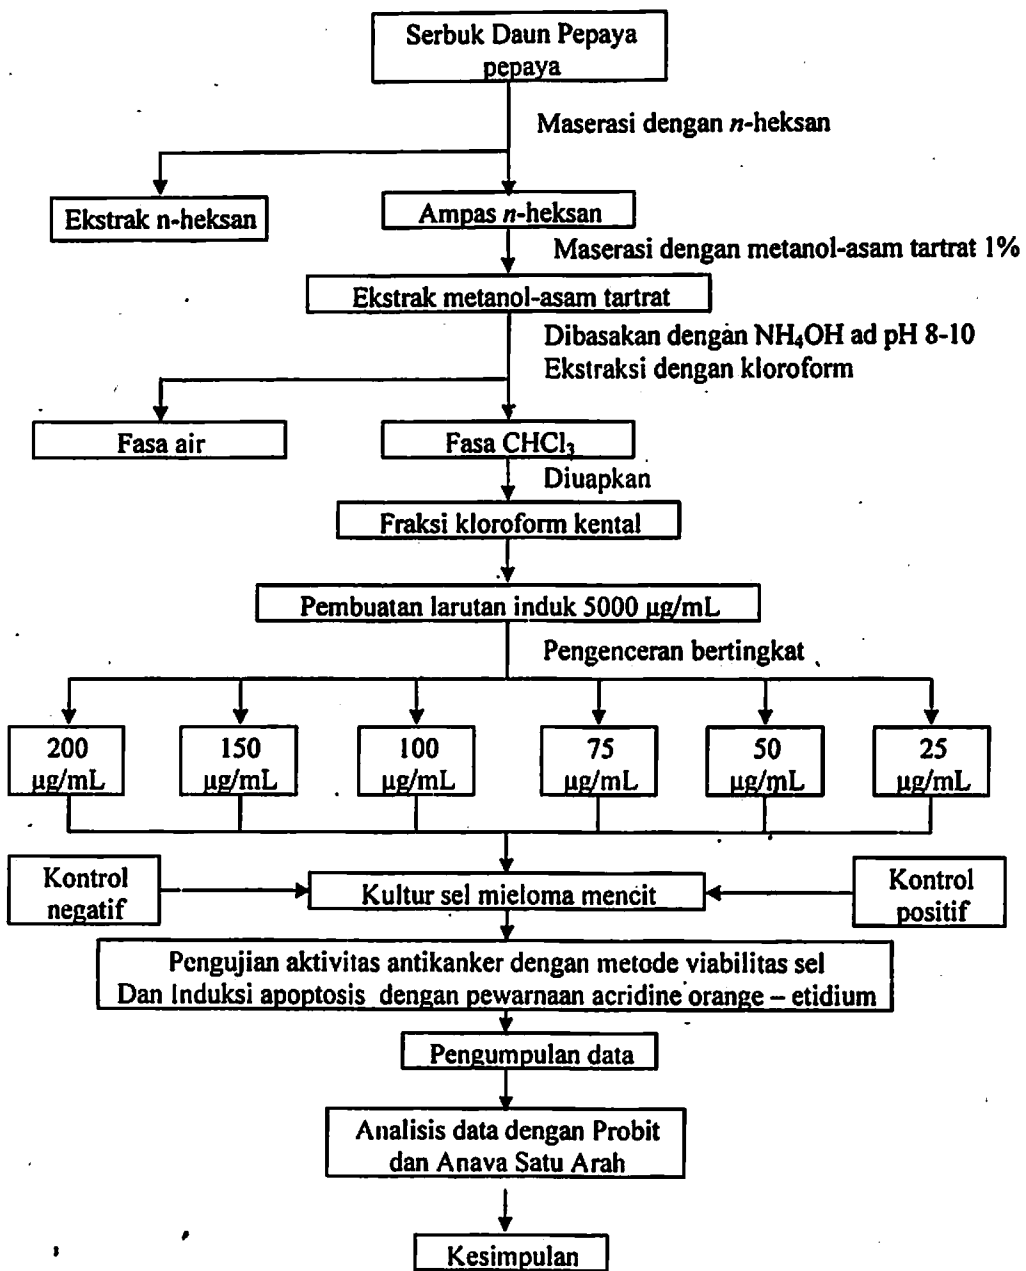 Serbuk Daun Pepaya
pepaya
Maserasi dengan n-heksan
Ekstrak n-heksan
Ampas n-heksan
Maserasi dengan metanol-asam tartrat 1%
Ekstrak metanol-asam tartrat
Dibasakan dengan NH₄OH ad pH 8-10
Ekstraksi dengan kloroform
Fasa air
Fasa CHCl₃
Diuapkan
Fraksi kloroform kental
Pembuatan larutan induk 5000 µg/mL
Pengenceran bertingkat
200
µg/mL
150
µg/mL
100
µg/mL
75
µg/mL
50
µg/mL
25
µg/mL
Kontrol
negatif
Kultur sel mieloma mencit
Kontrol
positif
Pengujian aktivitas antikanker dengan metode viabilitas sel
Dan Induksi apoptosis dengan pewarnaan acridine orange – etidium
Pengumpulan data
Analisis data dengan Probit
dan Anava Satu Arah
Kesimpulan